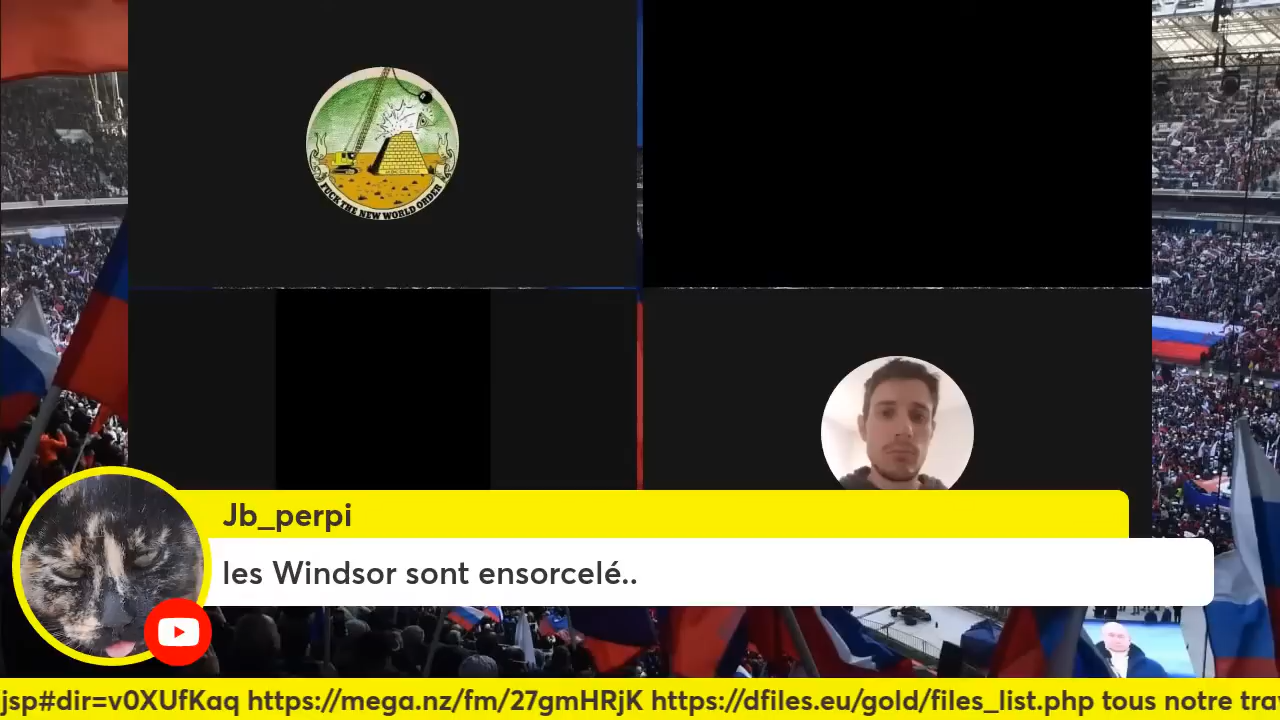 FUCK THE NEW WORLD ORDER
Jb_perpi
les Windsor sont ensorcelé..
jsp#dir=v0XUfKaq https://mega.nz/fm/27gmHRjK https://dfiles.eu/gold/files_list.php tous notre tra